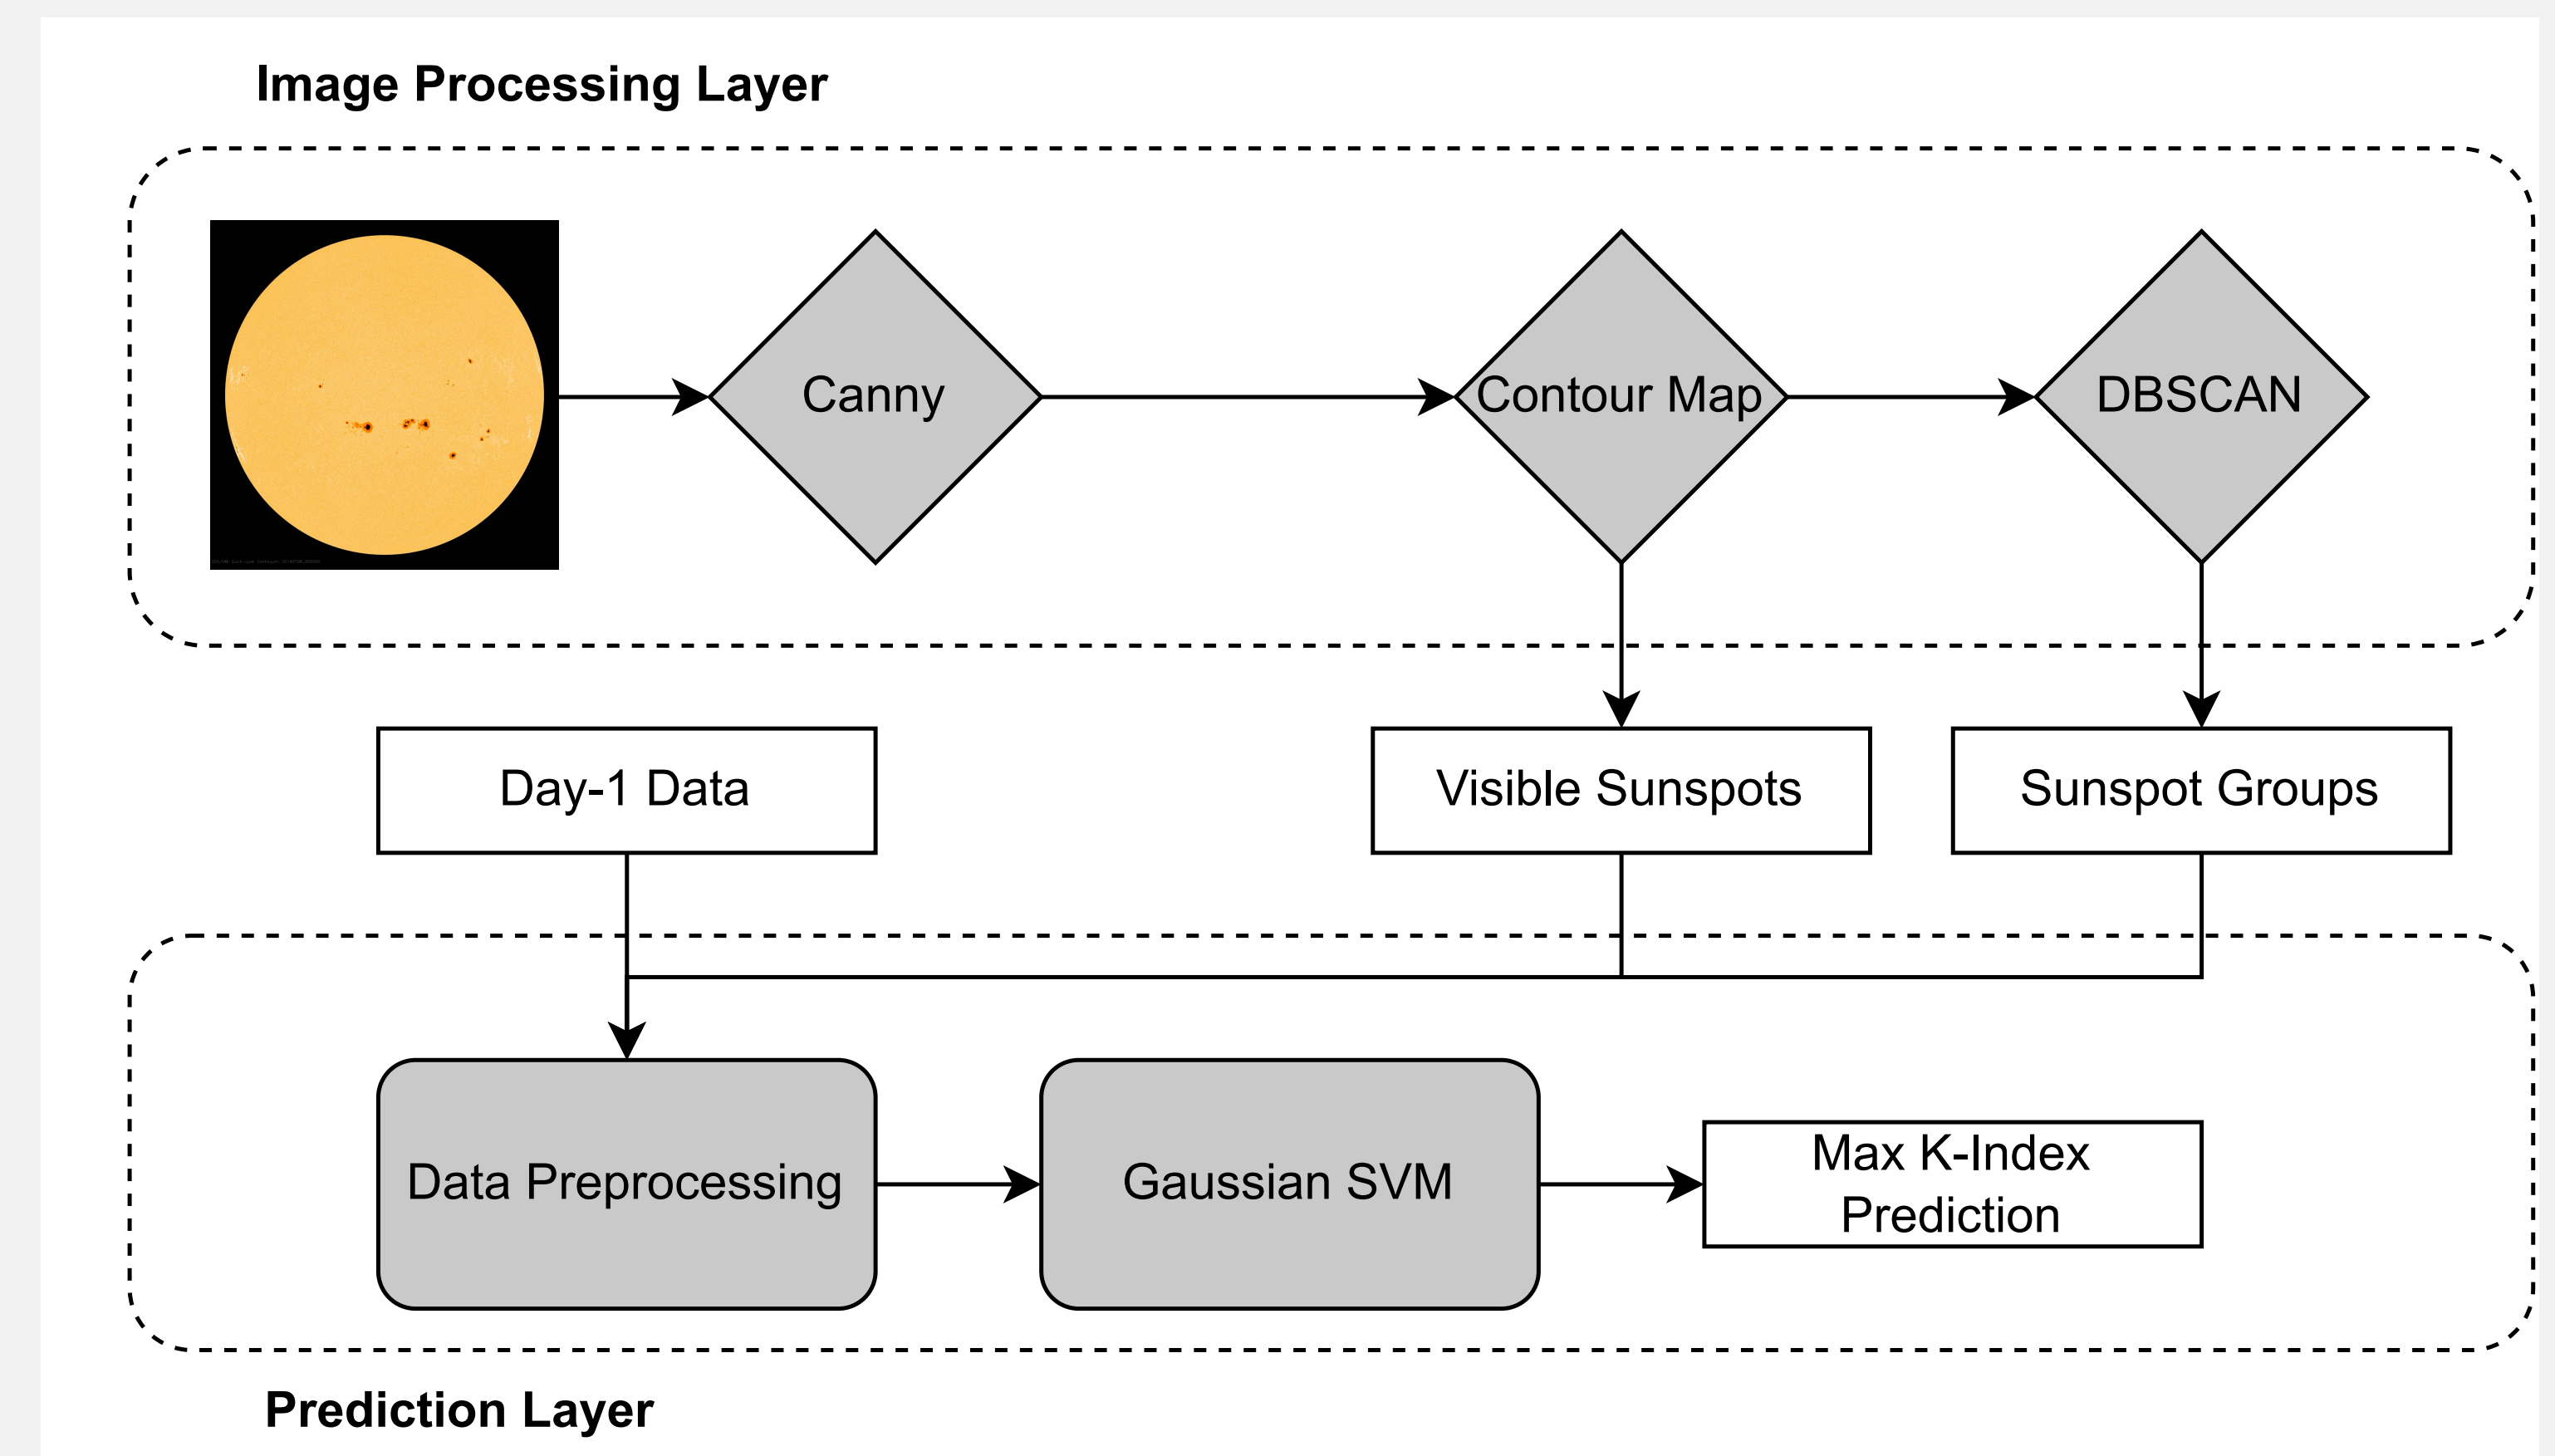 Image Processing Layer
Canny
Contour Map
DBSCAN
Day-1 Data
Visible Sunspots
Sunspot Groups
Data Preprocessing
Gaussian SVM
Max K-Index
Prediction
Prediction Layer